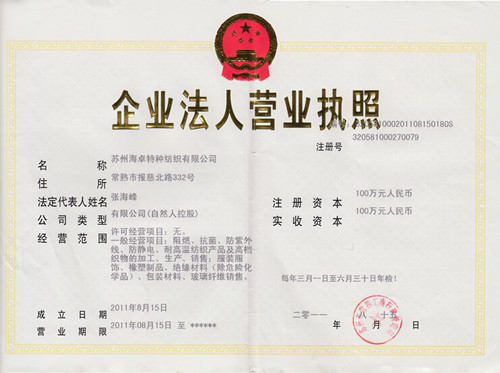 企业法人营业执照
320581000201108150180S
注册号
320581000270079
名 称 苏州海卓特种纺织有限公司
住 所 常熟市报慈北路332号
法定代表人姓名 张海峰
注册资本 100万元人民币
公司类型 有限公司(自然人控股)
实收资本 100万元人民币
经营范围 许可经营项目：无。
一般经营项目：阻燃、抗菌、防紫外
线、防静电、耐高温纺织产品及高档
织物的加工、生产、销售；服装服
饰、橡塑制品、绝缘材料（除危险化
学品）、包装材料、玻璃纤维销售。
每年三月一日至六月三十日年检！
成立日期 2011年8月15日
营业期限 2011年08月15日 至 ******
二〇一一 年 八 月 十五 日